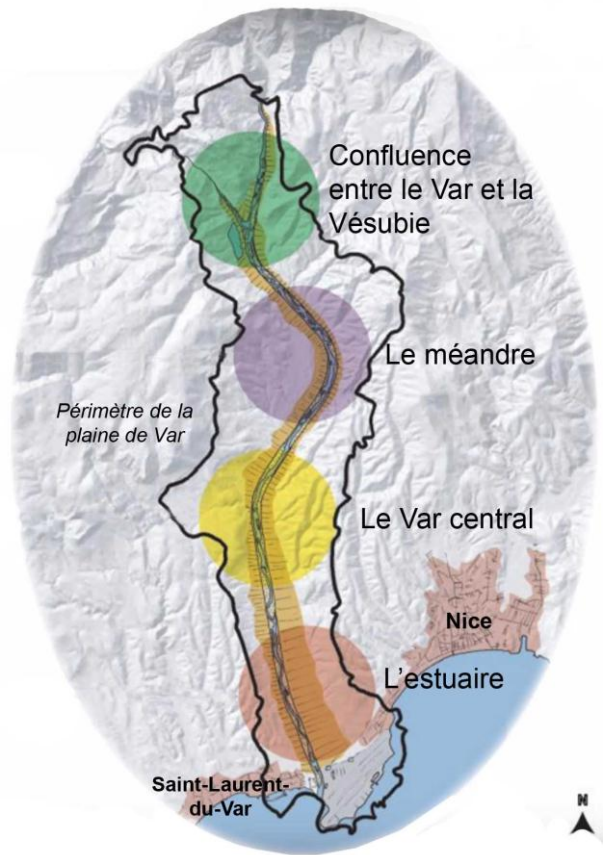 Confluence
entre le Var et la
Vésubie
Le méandre
Périmètre de la
plaine de Var
Le Var central
Nice
L'estuaire
Saint-Laurent-
du-Var
N